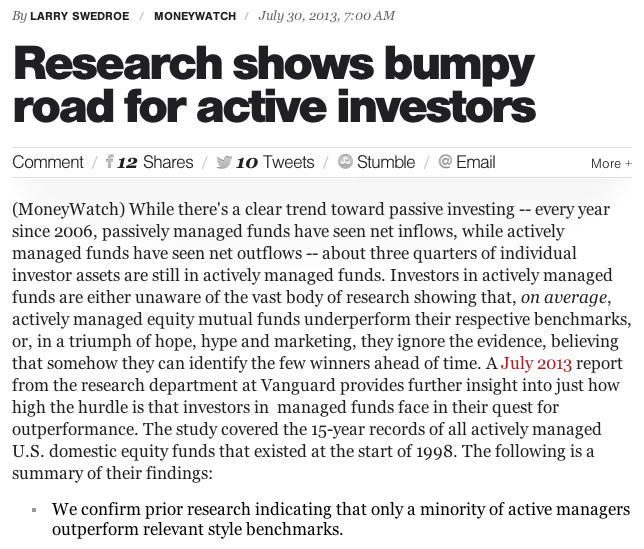 By LARRY SWEDROE / MONEYWATCH / July 30, 2013, 7:00 AM
Research shows bumpy
road for active investors
Comment / 12 Shares / 10 Tweets / Stumble / @ Email More +
(MoneyWatch) While there's a clear trend toward passive investing -- every year
since 2006, passively managed funds have seen net inflows, while actively
managed funds have seen net outflows -- about three quarters of individual
investor assets are still in actively managed funds. Investors in actively managed
funds are either unaware of the vast body of research showing that, on average,
actively managed equity mutual funds underperform their respective benchmarks,
or, in a triumph of hope, hype and marketing, they ignore the evidence, believing
that somehow they can identify the few winners ahead of time. A July 2013 report
from the research department at Vanguard provides further insight into just how
high the hurdle is that investors in managed funds face in their quest for
outperformance. The study covered the 15-year records of all actively managed
U.S. domestic equity funds that existed at the start of 1998. The following is a
summary of their findings:
▪ We confirm prior research indicating that only a minority of active managers
outperform relevant style benchmarks.